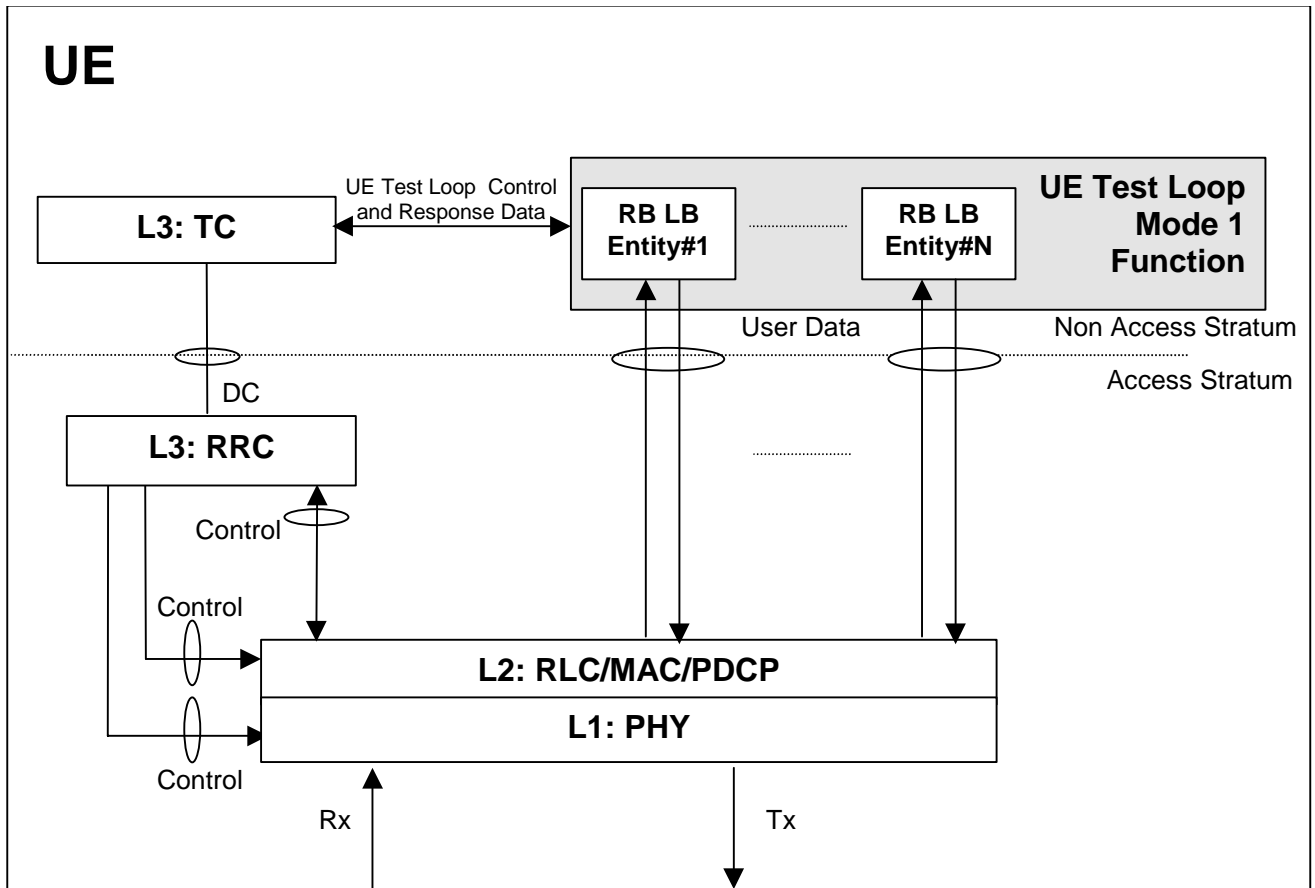 UE
UE Test Loop Control
and Response Data
L3: TC
RB LB
Entity#1
RB LB
Entity#N
UE Test Loop
Mode 1
Function
User Data
Non Access Stratum
Access Stratum
DC
L3: RRC
Control
Control
L2: RLC/MAC/PDCP
L1: PHY
Control
Rx
Tx